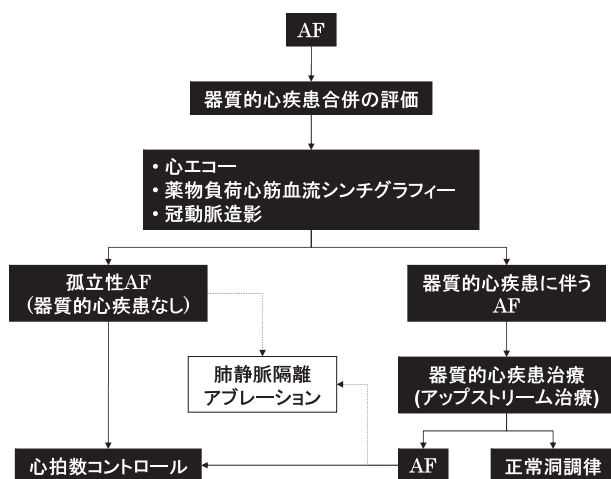 AF
器質的心疾患合併の評価
・心エコー
・薬物負荷心筋血流シンチグラフィー
・冠動脈造影
孤立性AF
(器質的心疾患なし)
器質的心疾患に伴う
AF
肺静脈隔離
アブレーション
器質的心疾患治療
(アップストリーム治療)
心拍数コントロール
AF
正常洞調律